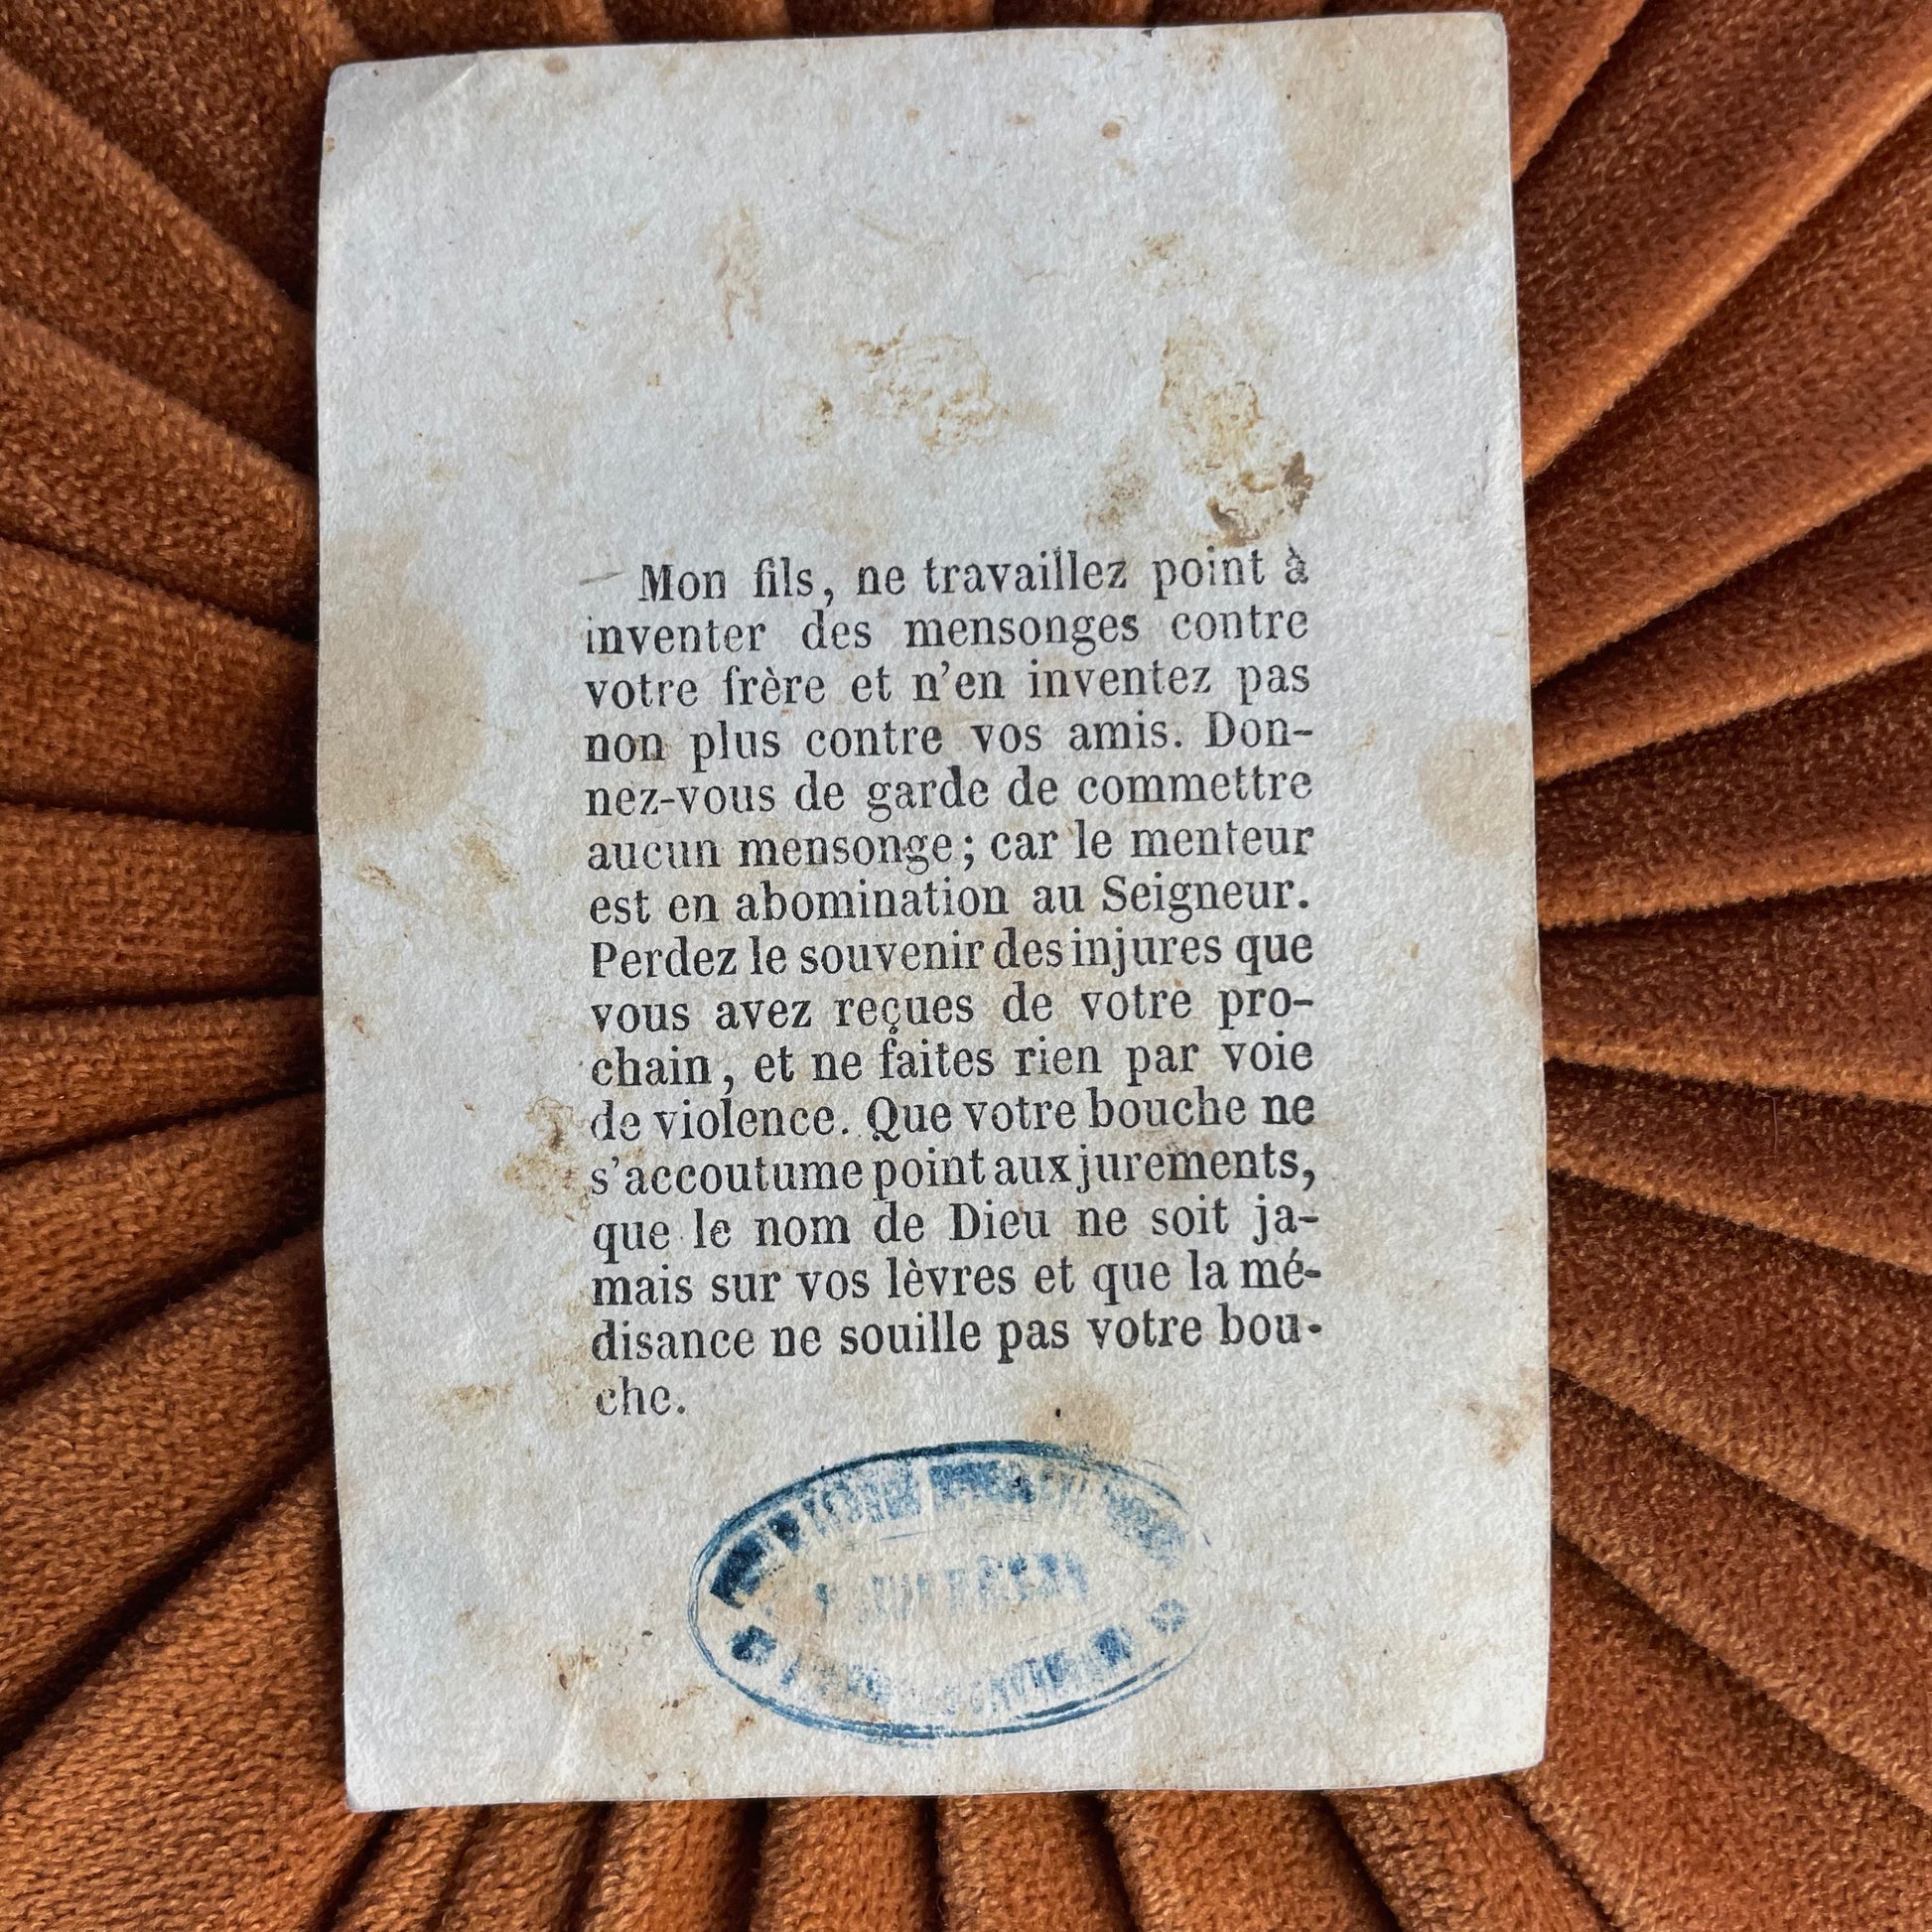 Mon fils, ne travaillez point à
inventer des mensonges contre
votre frère et n'en inventez pas
non plus contre vos amis. Don-
nez-vous de garde de commettre
aucun mensonge; car le menteur
est en abomination au Seigneur.
Perdez le souvenir des injures que
vous avez reçues de votre pro-
chain, et ne faites rien par voie
de violence. Que votre bouche ne
s'accoutume point aux jurements,
que le nom de Dieu ne soit ja-
mais sur vos lèvres et que la mé-
disance ne souille pas votre bou-
che.